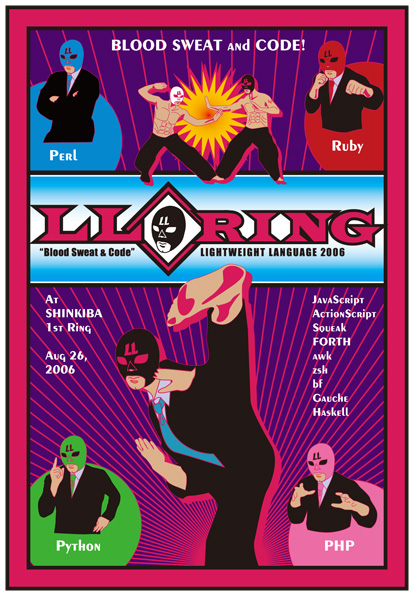 BLOOD SWEAT AND CODE!
PERL
RUBY
LL RING
"Blood Sweat & Code"
LIGHTWEIGHT LANGUAGE 2006
AT
SHINKIBA
1ST RING
AUG 26,
2006
JAVASCRIPT
ACTIONSCRIPT
SQUEAK
FORTH
AWK
ZSH
BF
GAUCHE
HASKELL
LL
PYTHON
PHP